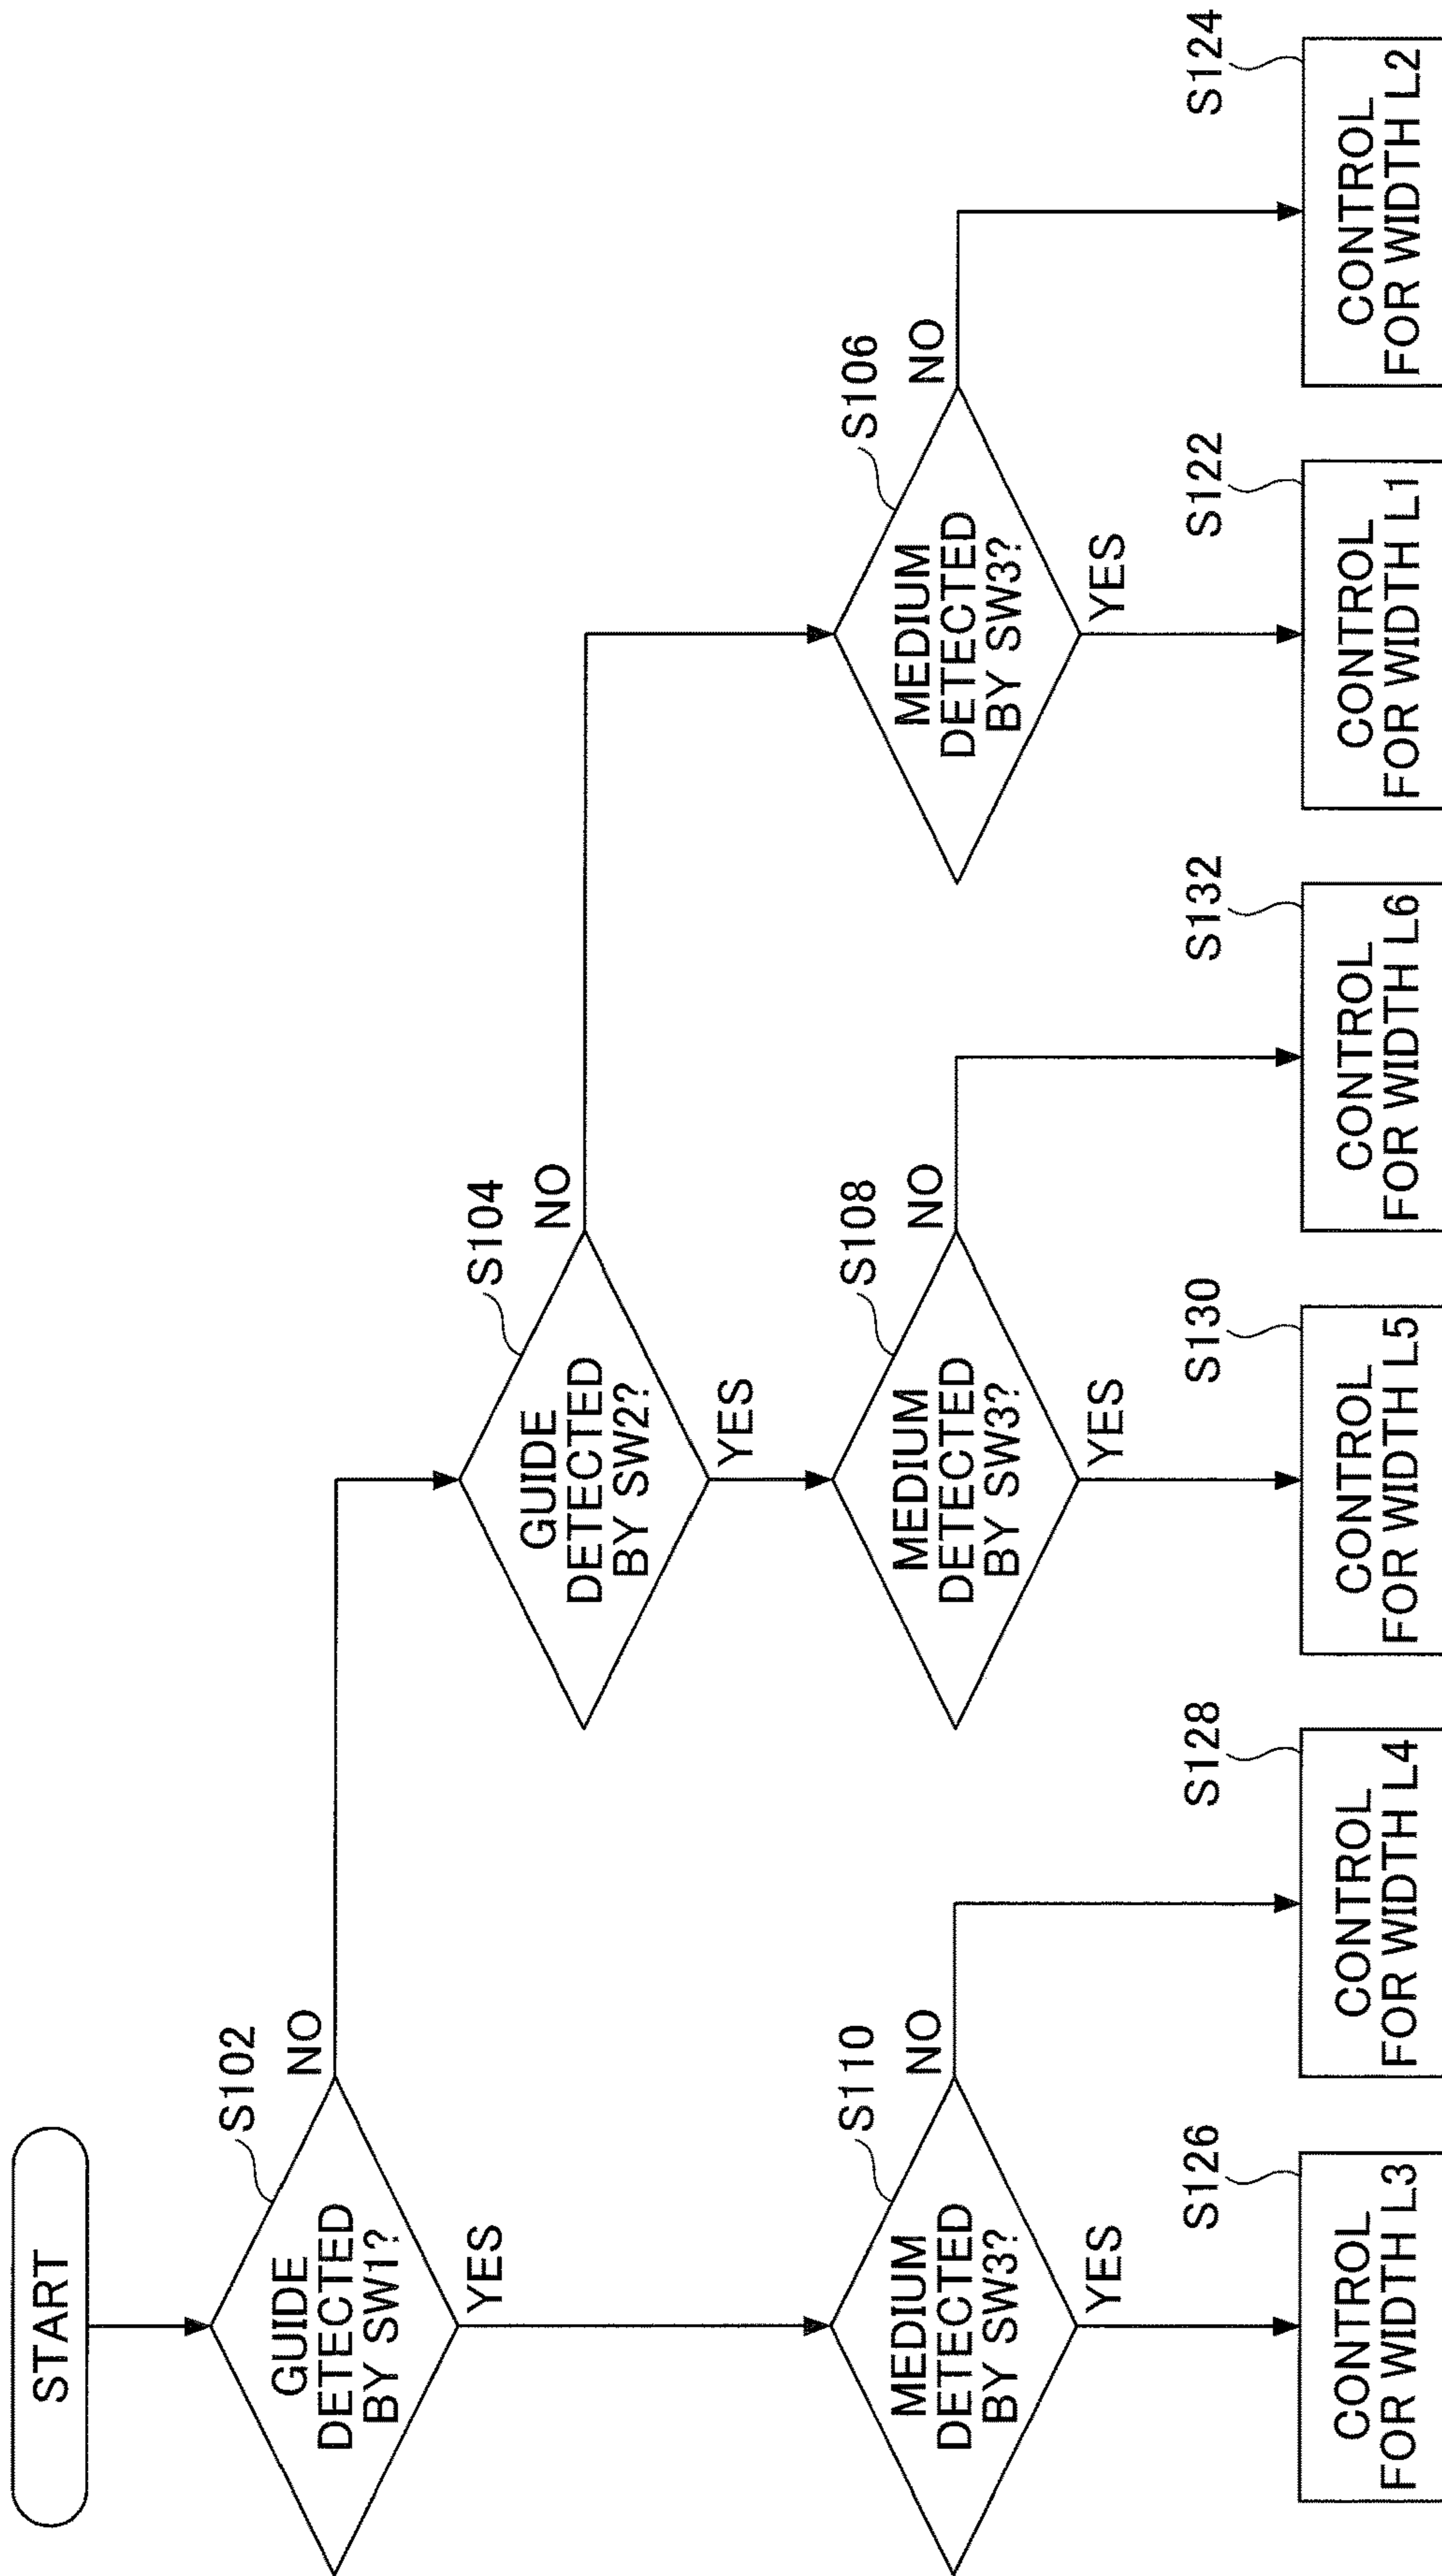 START
S102
GUIDE
DETECTED
BY SW1?
NO
YES
S104
GUIDE
DETECTED
BY SW2?
NO
YES
S110
MEDIUM
DETECTED
BY SW3?
NO
YES
S108
MEDIUM
DETECTED
BY SW3?
NO
YES
S106
MEDIUM
DETECTED
BY SW3?
NO
YES
S126
CONTROL
FOR WIDTH L3
S128
CONTROL
FOR WIDTH L4
S130
CONTROL
FOR WIDTH L5
S132
CONTROL
FOR WIDTH L6
S122
CONTROL
FOR WIDTH L1
S124
CONTROL
FOR WIDTH L2